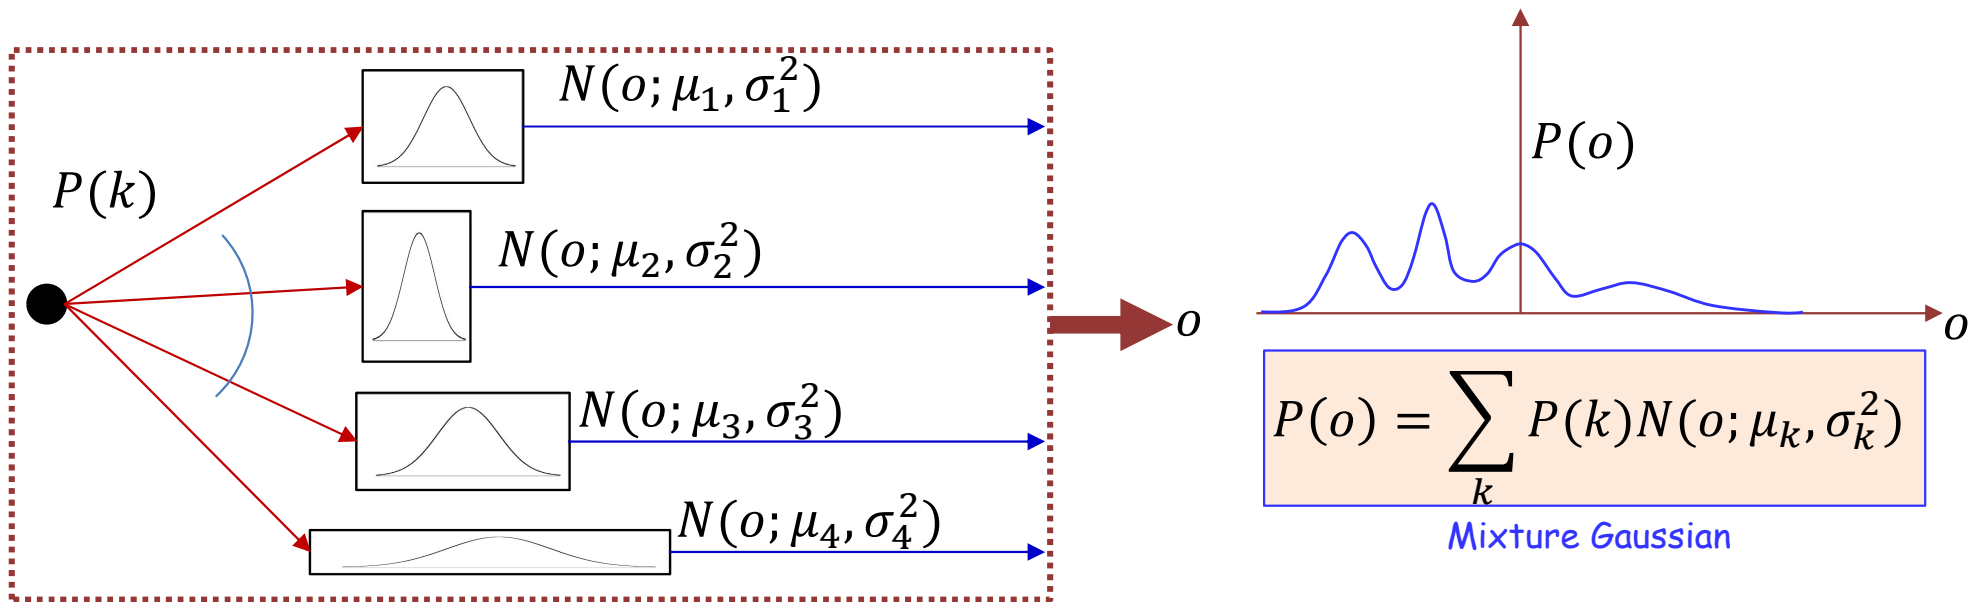 N(o; μ₁, σ₁²)
P(k)
N(o; μ₂, σ₂²)
N(o; μ₃, σ₃²)
N(o; μ₄, σ₄²)
o
P(o)
o
P(o) = ∑ₖ P(k)N(o; μₖ, σₖ²)
Mixture Gaussian